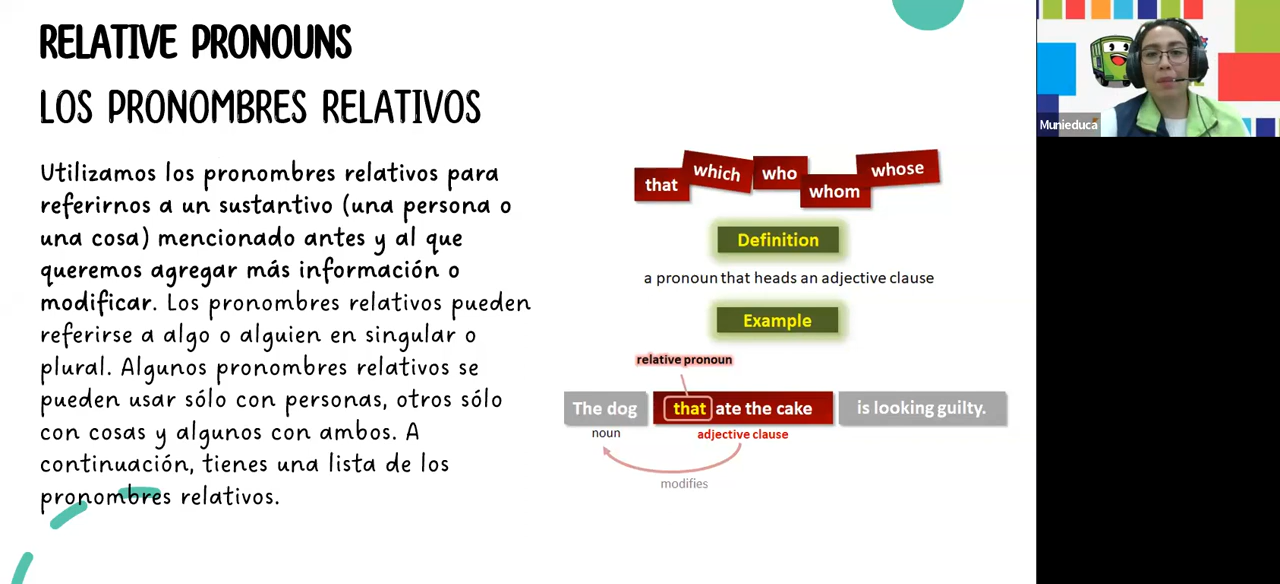 RELATIVE PRONOUNS
LOS PRONOMBRES RELATIVOS
Utilizamos los pronombres relativos para
referirnos a un sustantivo (una persona o
una cosa) mencionado antes y al que
queremos agregar más información o
modificar. Los pronombres relativos pueden
referirse a algo o alguien en singular o
plural. Algunos pronombres relativos se
pueden usar sólo con personas, otros sólo
con cosas y algunos con ambos. A
continuación, tienes una lista de los
pronombres relativos.
that which who whom whose
Definition
a pronoun that heads an adjective clause
Example
relative pronoun
The dog that ate the cake is looking guilty.
noun adjective clause
modifies
Munieduca